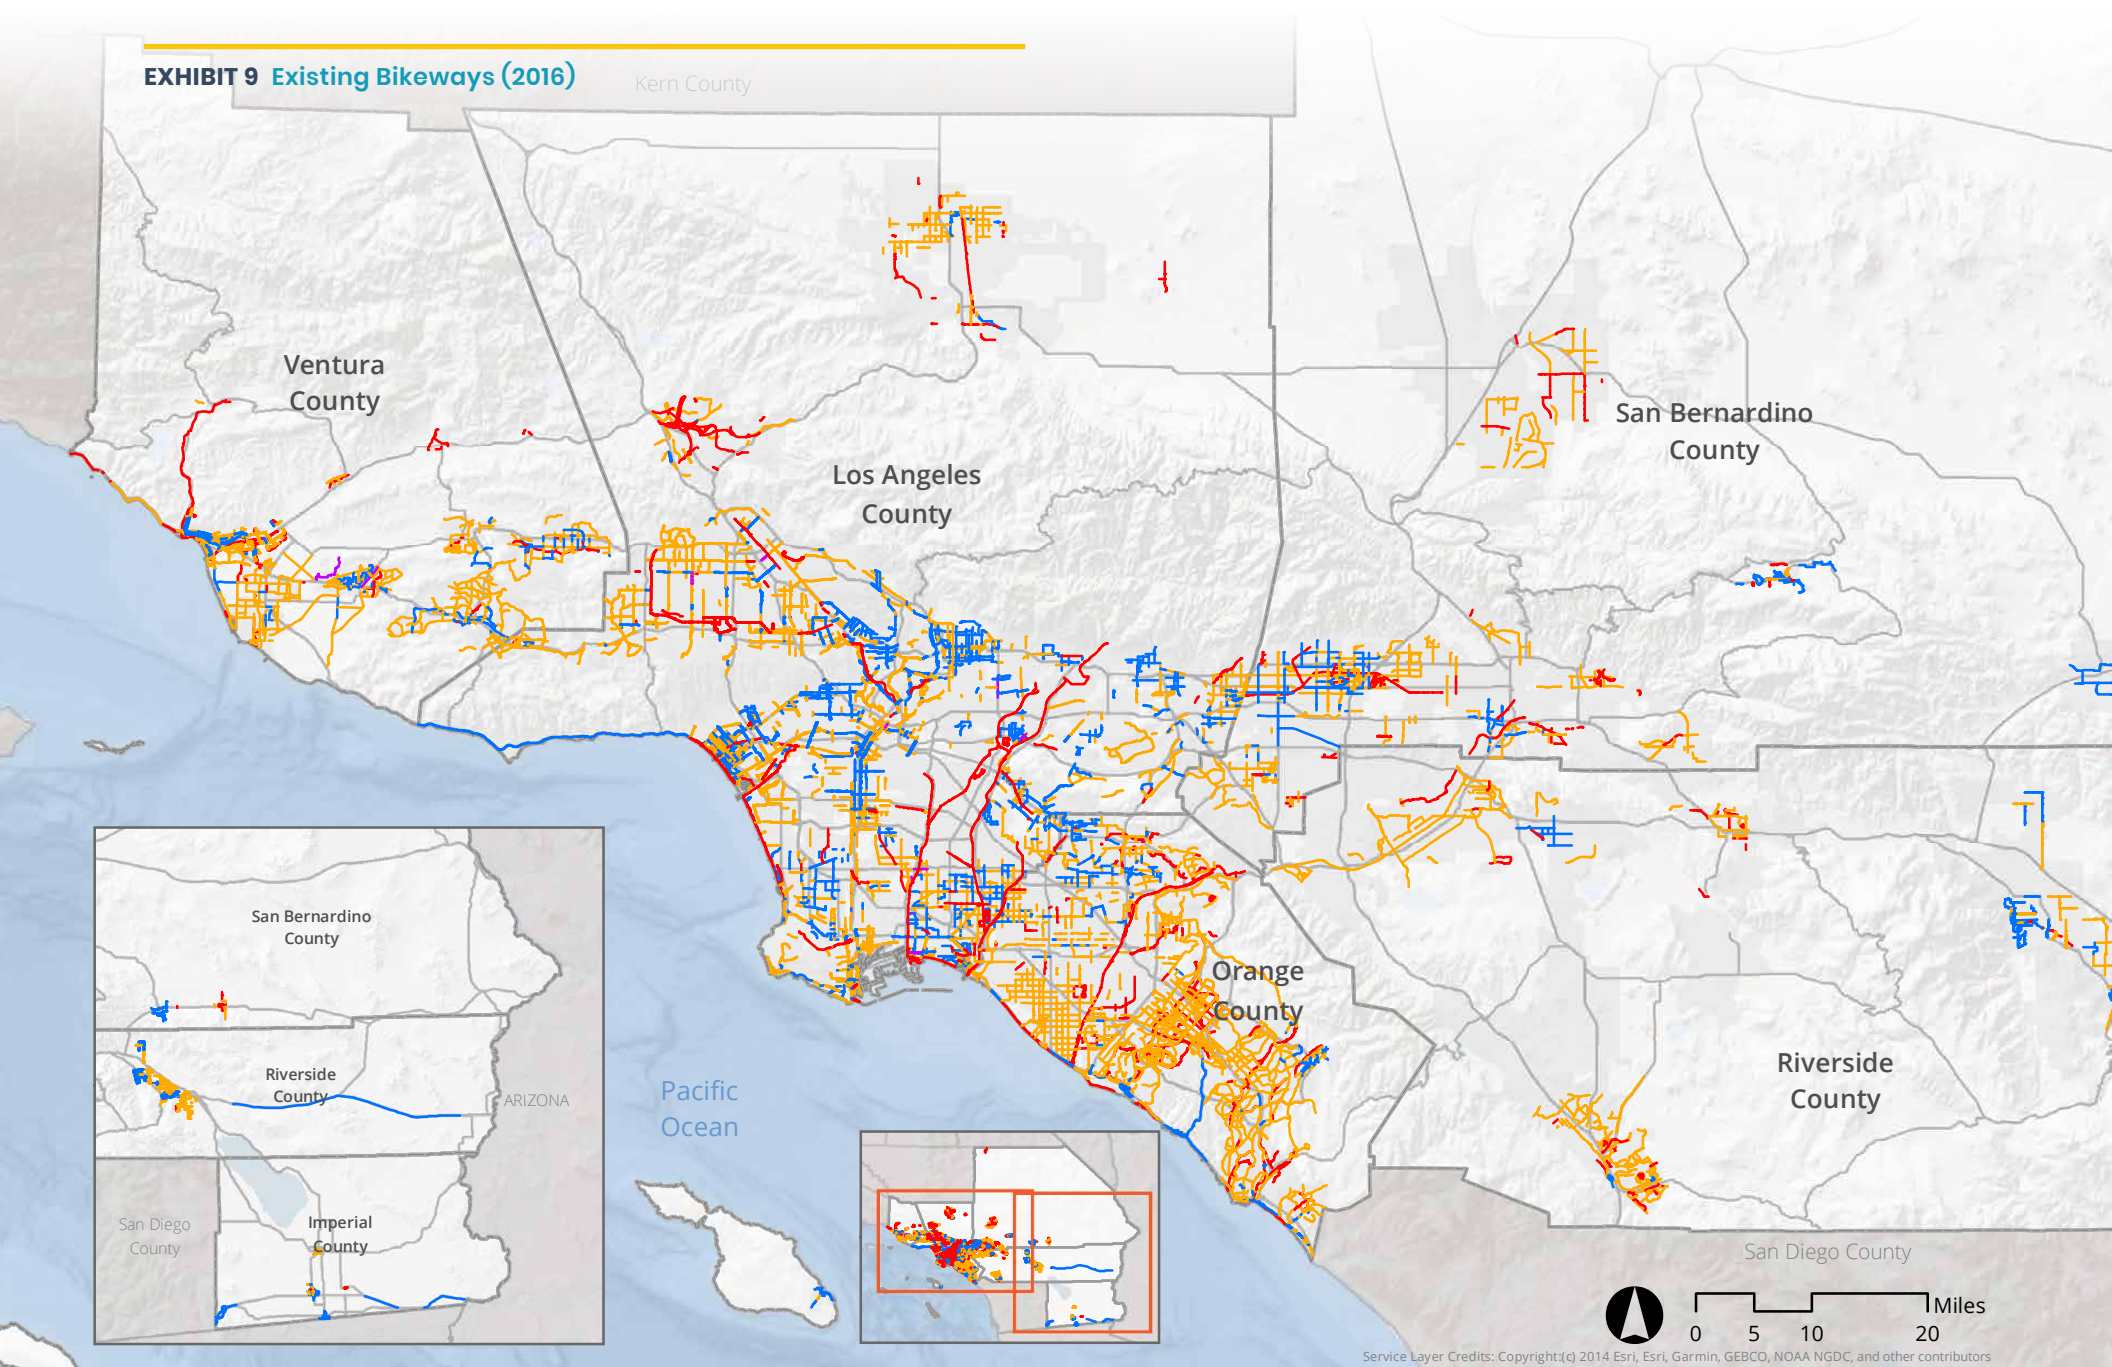 EXHIBIT 9 Existing Bikeways (2016)
Kern County
Ventura
County
Los Angeles
County
San Bernardino
County
Orange
County
Riverside
County
San Bernardino
County
Riverside
County
ARIZONA
San Diego
County
Imperial
County
Pacific
Ocean
San Diego County
Miles
0 5 10 20
Service Layer Credits: Copyright:(c) 2014 Esri, Esri, Garmin, GEBCO, NOAA NGDC, and other contributors